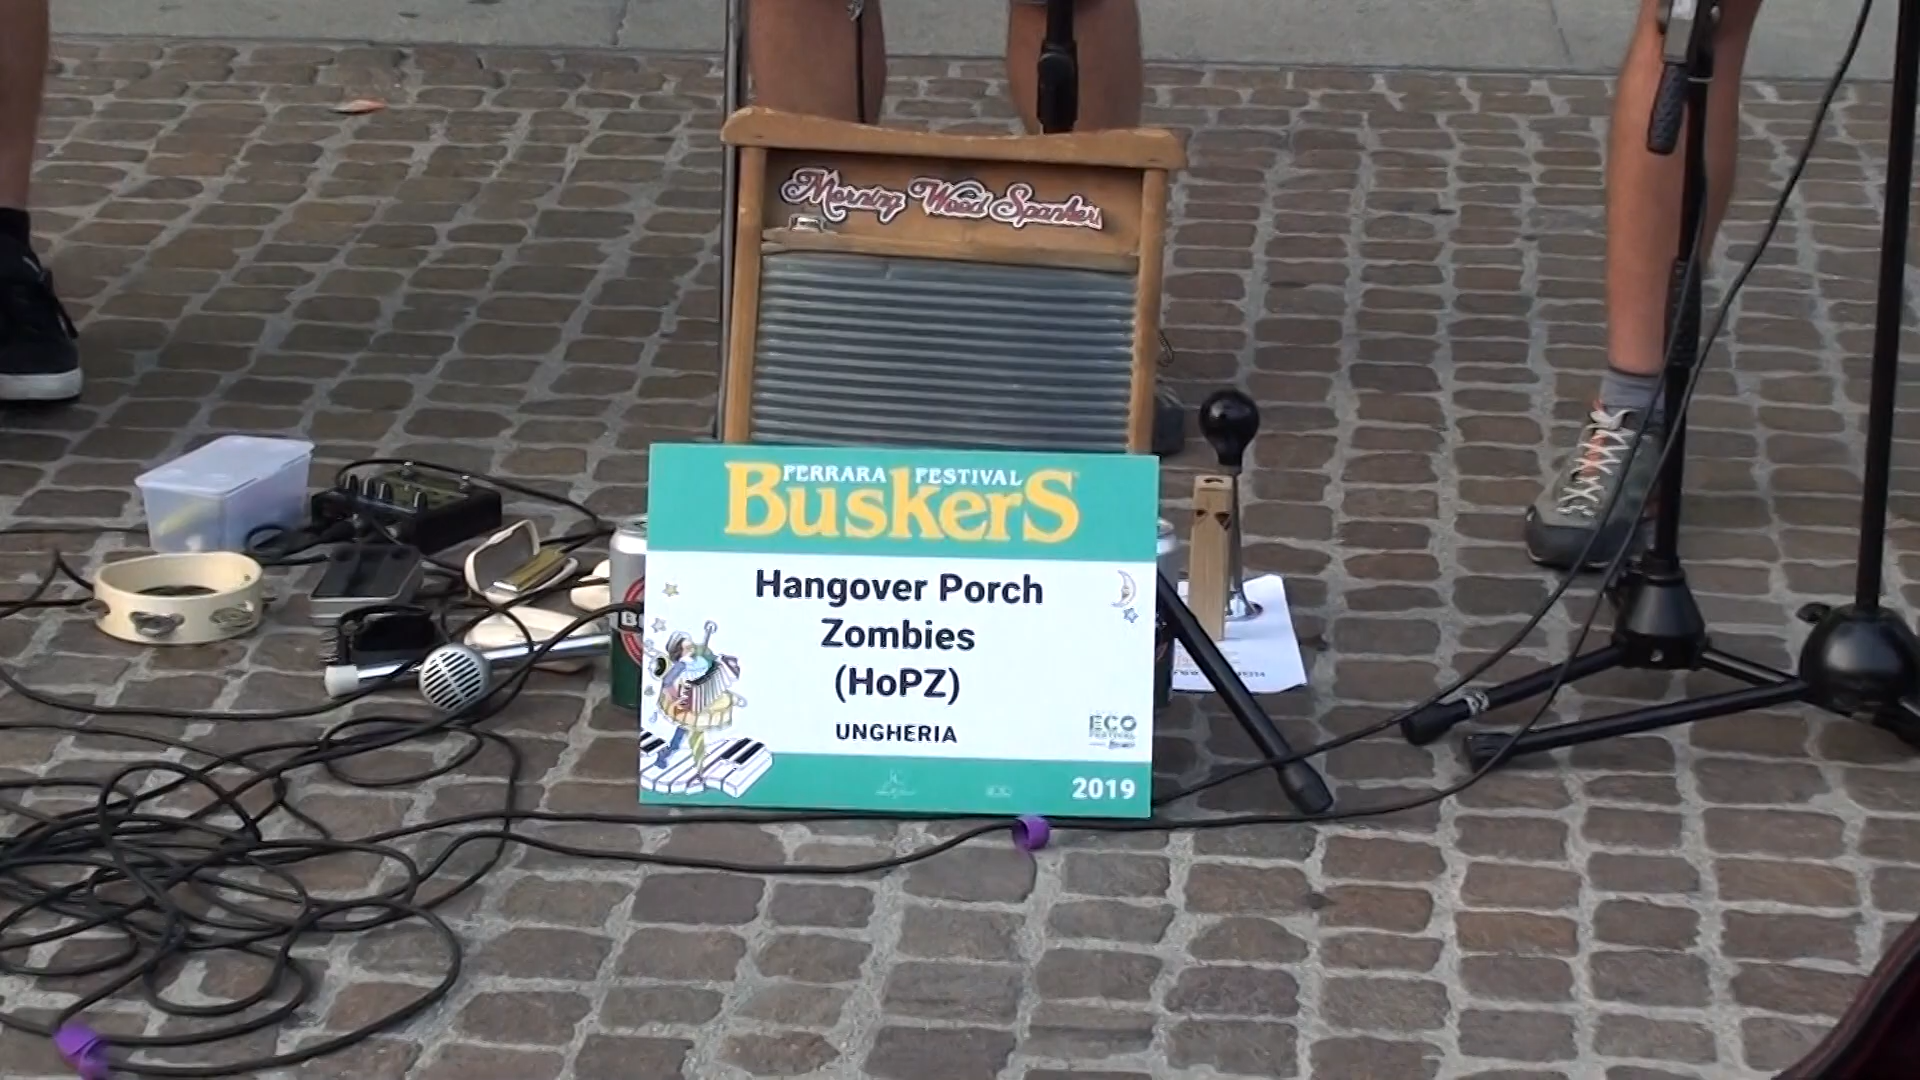 Morning Wood Spankers
FERRARA FESTIVAL
BuskerS
Hangover Porch
Zombies
(HoPZ)
UNGHERIA
ECO
FESTIVAL
2019